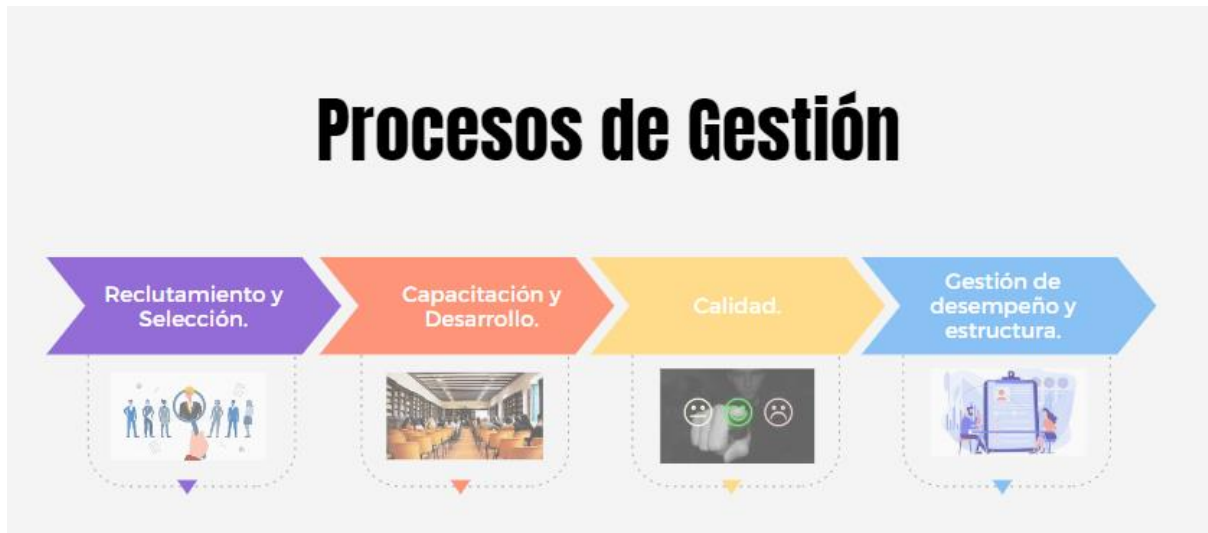 Procesos de Gestión
Reclutamiento y
Selección.
Capacitación y
Desarrollo.
Calidad.
Gestión de
desempeño y
estructura.